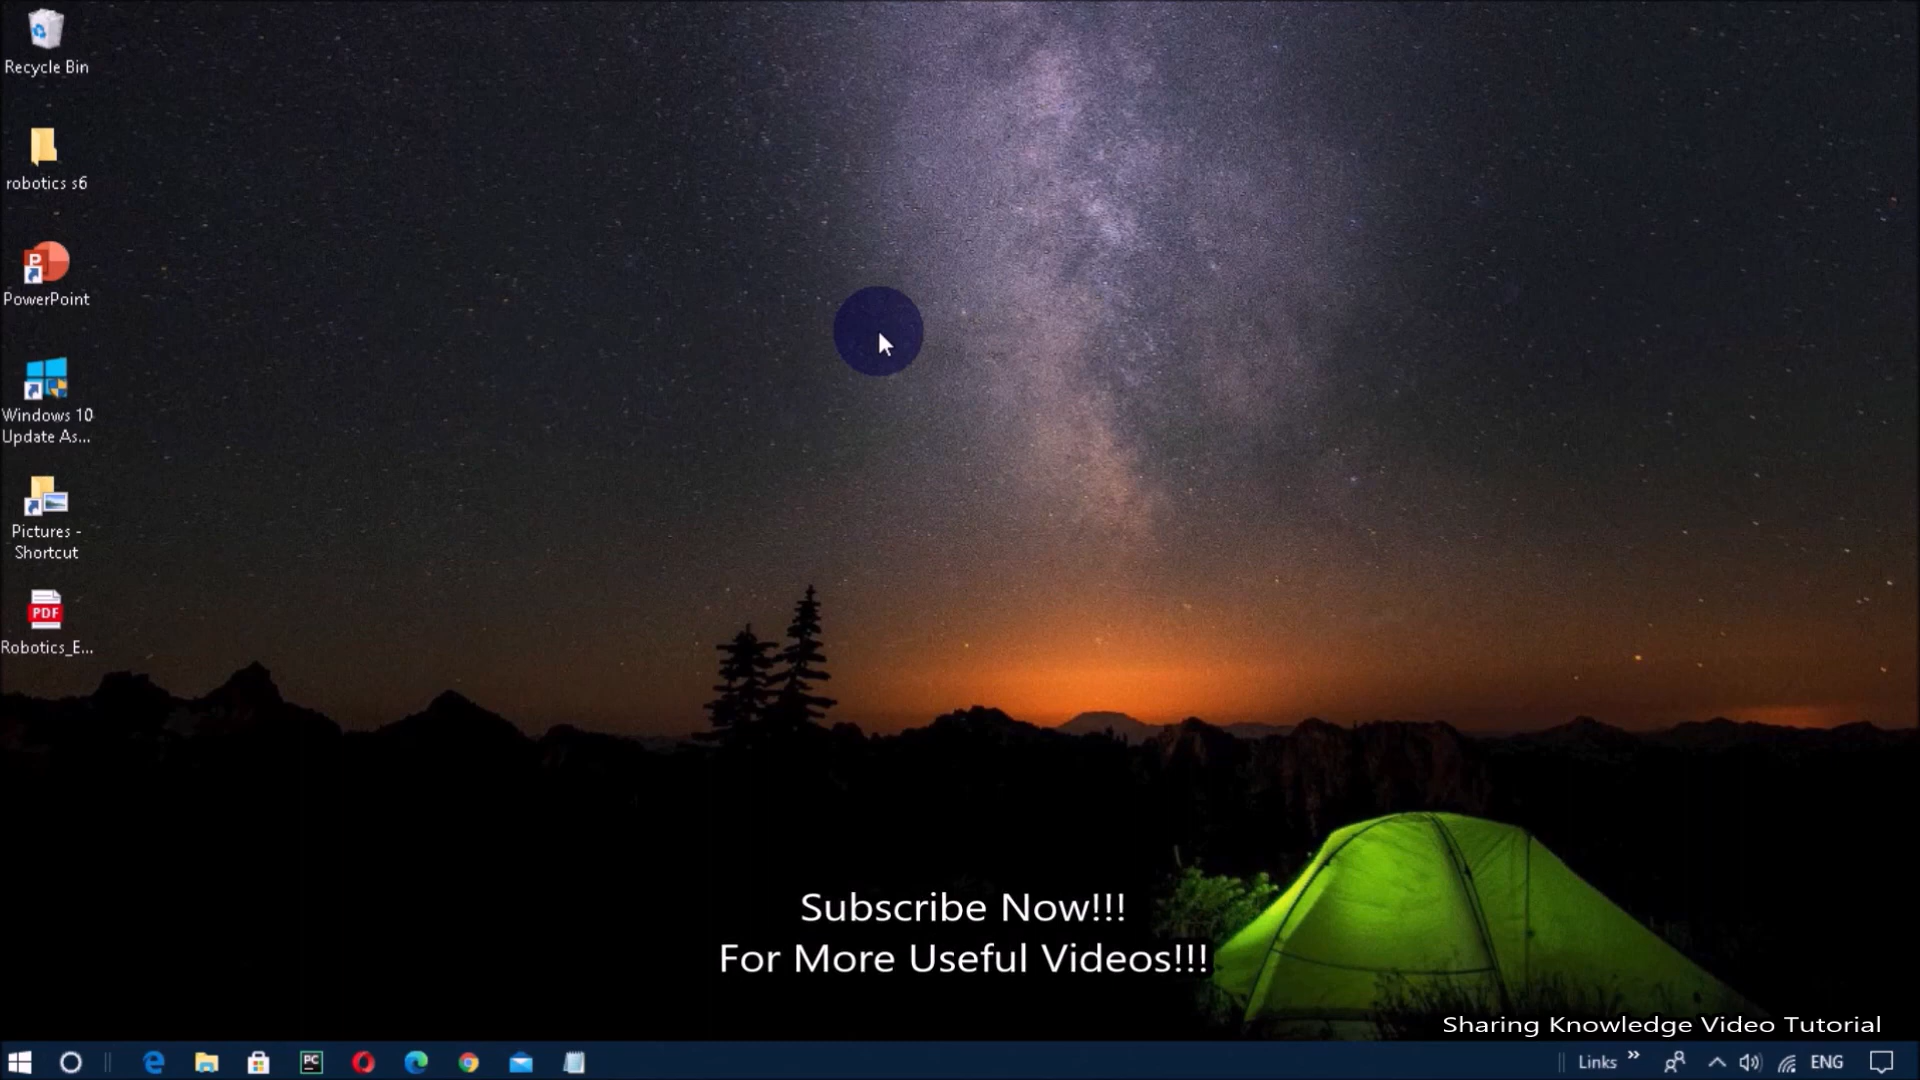 Recycle Bin
robotics s6
PowerPoint
Windows 10
Update As...
Pictures -
Shortcut
PDF
Robotics_E...
Subscribe Now!!!
For More Useful Videos!!!
Sharing Knowledge Video Tutorial
PC
Links
ENG